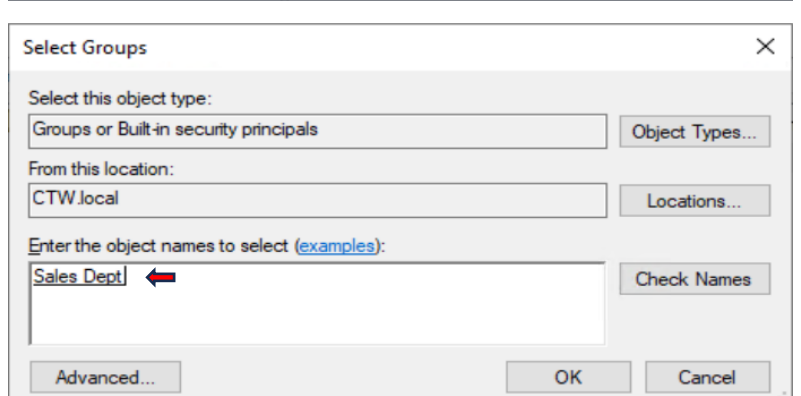 Select Groups
Select this object type:
Groups or Built-in security principals
Object Types...
From this location:
CTW.local
Locations...
Enter the object names to select (examples):
Sales Dept
Check Names
Advanced...
OK
Cancel